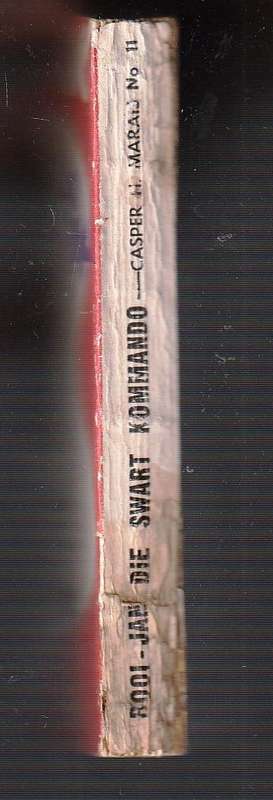 ROOI-JAN DIE SWART KOMMANDO—CASPER H. MARAIS No 11